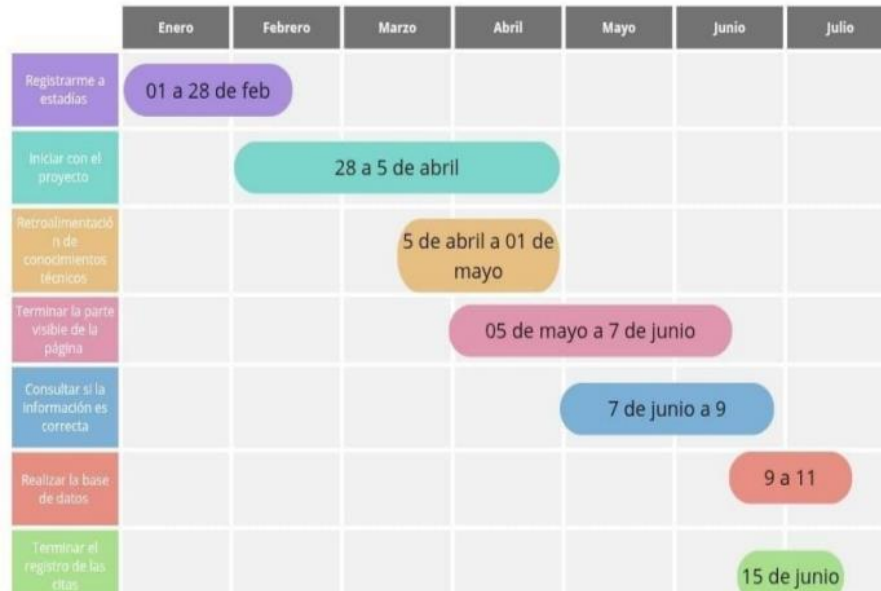 Enero Febrero Marzo Abril Mayo Junio Julio
Registrarme a
estadías
01 a 28 de feb
Iniciar con el
proyecto
28 a 5 de abril
Retroalimentació
n de
conocimientos
técnicos
5 de abril a 01 de
mayo
Terminar la parte
visible de la
página
05 de mayo a 7 de junio
Consultar si la
información es
correcta
7 de junio a 9
Realizar la base
de datos
9 a 11
Terminar el
registro de las
citas
15 de junio